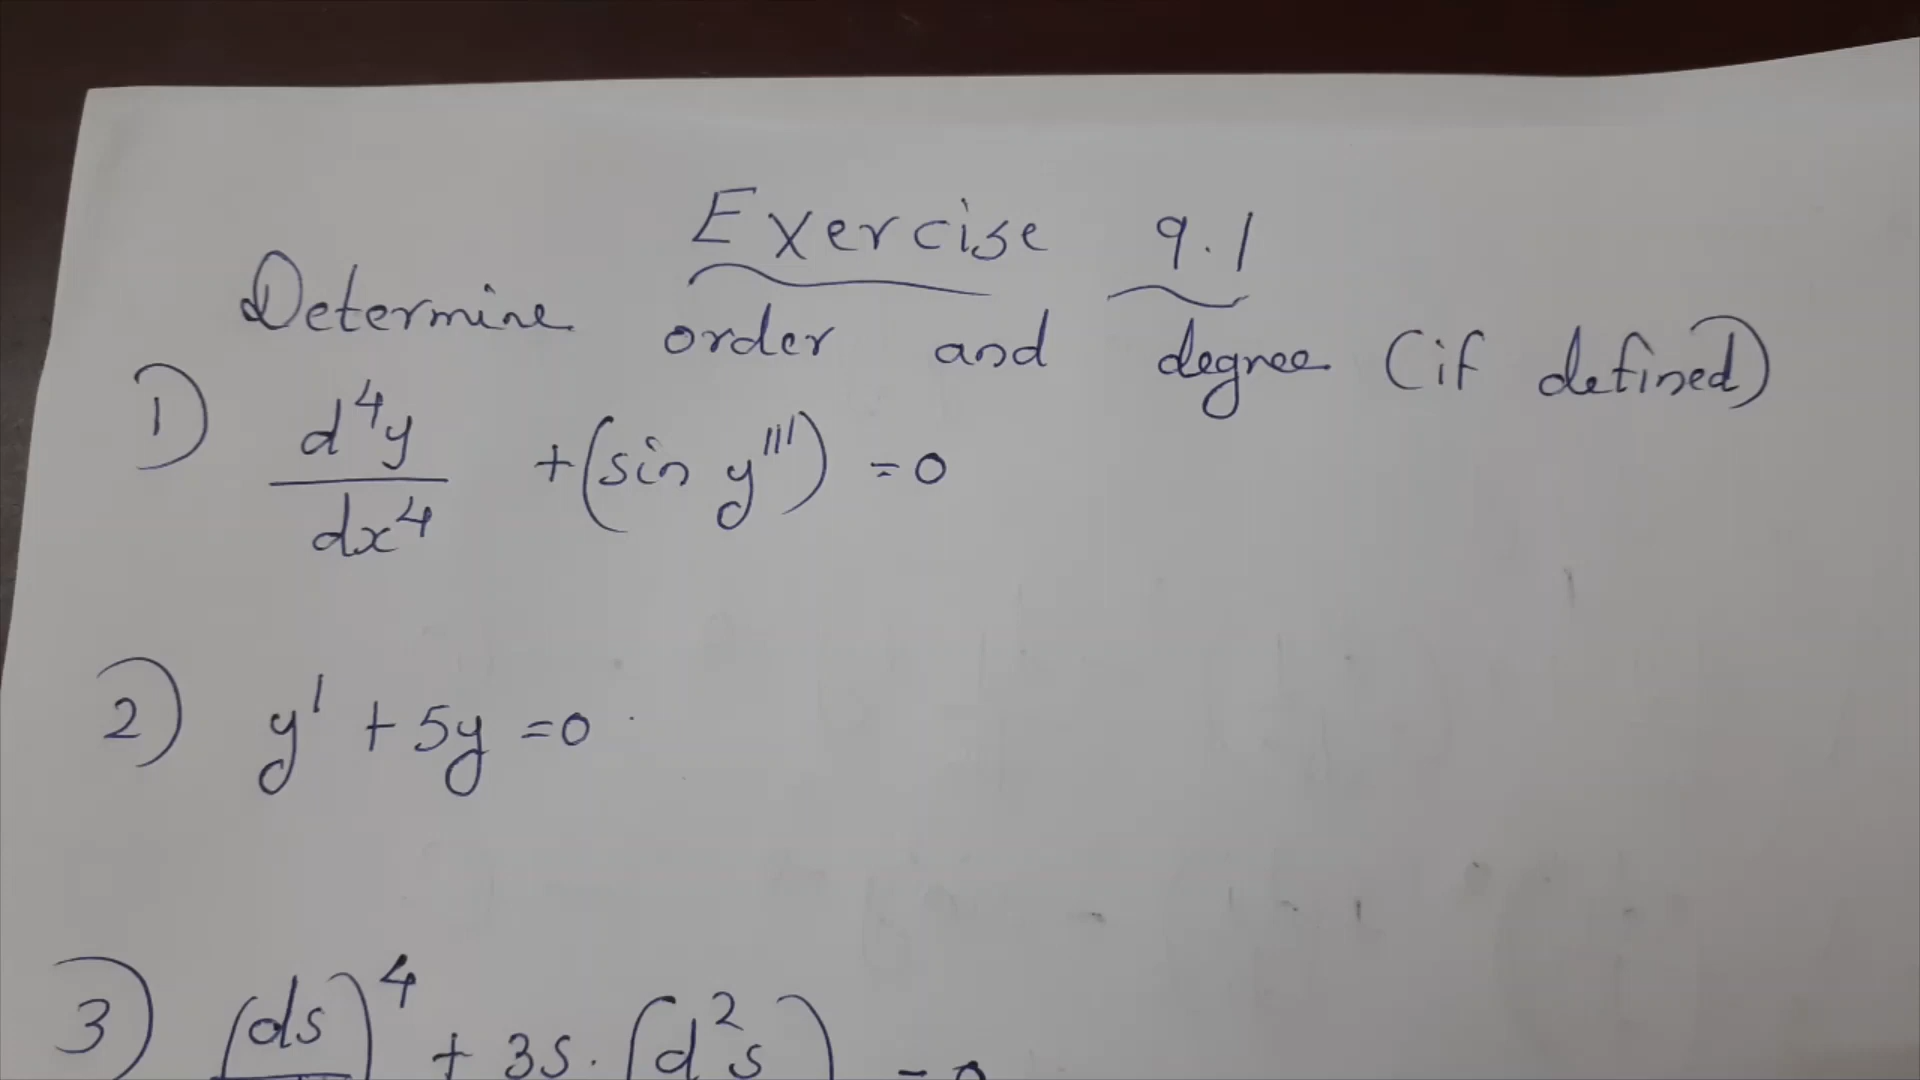 Exercise 9.1
Determine order and degree (if defined)
1) d⁴y/dx⁴ + (sin y''') = 0
2) y' + 5y = 0
3) (ds)⁴ + 3s. (d²s) = 0